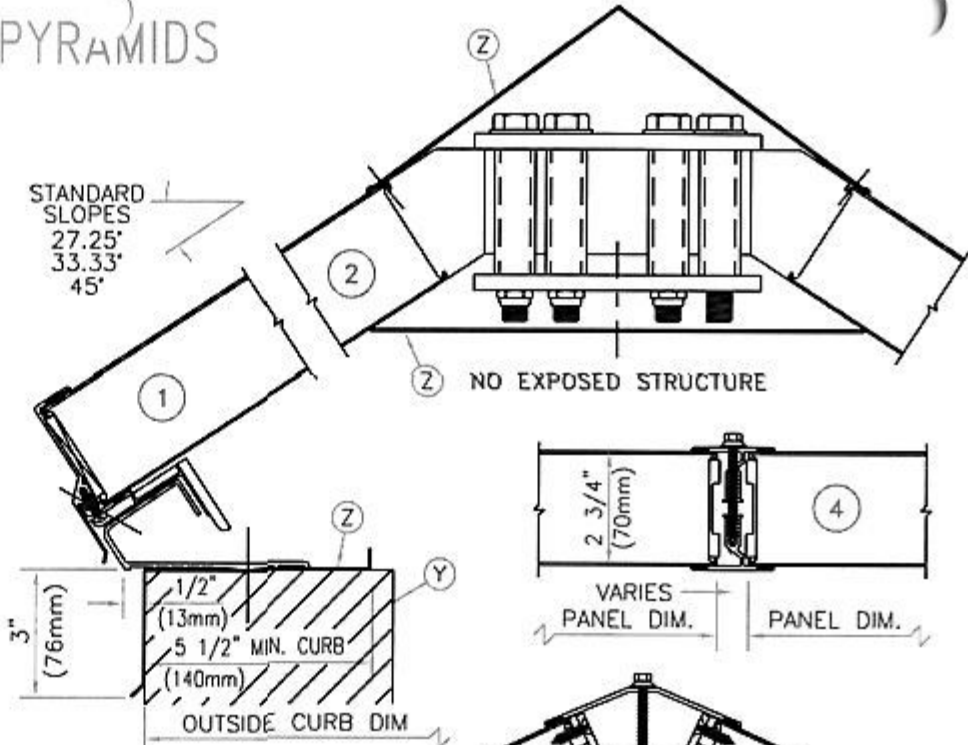 PYRAMIDS
Z
STANDARD
SLOPES
27.25°
33.33°
45°
2
1
Z
NO EXPOSED STRUCTURE
2 3/4"
(70mm)
4
Z
Y
1/2"
(13mm)
3"
(76mm)
5 1/2" MIN. CURB
(140mm)
OUTSIDE CURB DIM
VARIES
PANEL DIM.
PANEL DIM.